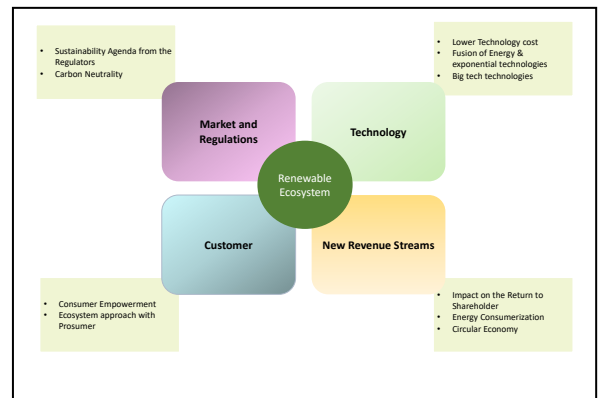 • Sustainability Agenda from the
Regulators
• Carbon Neutrality
• Lower Technology cost
• Fusion of Energy &
exponential technologies
• Big tech technologies
Market and
Regulations
Technology
Renewable
Ecosystem
Customer
New Revenue Streams
• Consumer Empowerment
• Ecosystem approach with
Prosumer
• Impact on the Return to
Shareholder
• Energy Consumerization
• Circular Economy